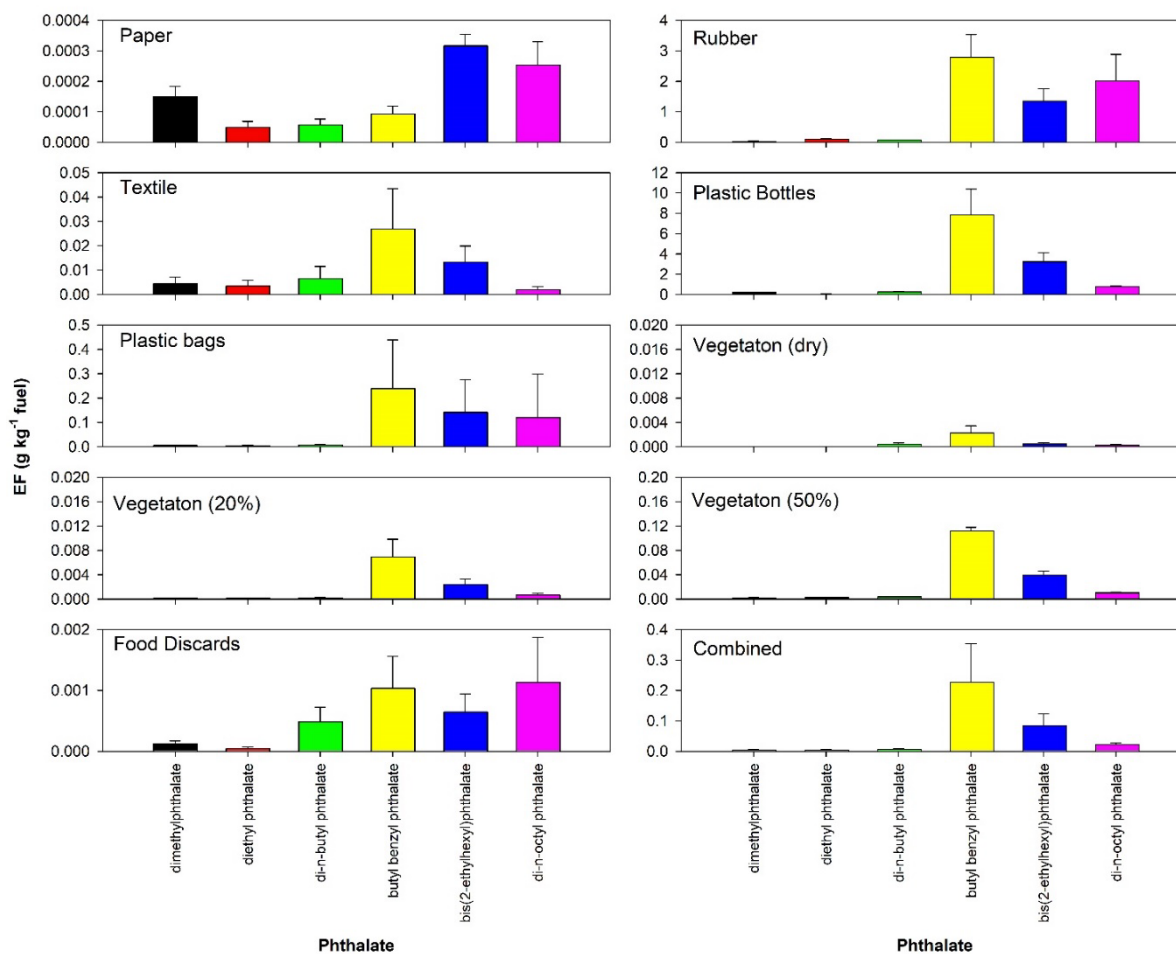 Paper
0.0004
0.0003
0.0002
0.0001
0.0000
Rubber
4
3
2
1
0
Textile
0.05
0.04
0.03
0.02
0.01
0.00
Plastic Bottles
12
10
8
6
4
2
0
Plastic bags
0.5
0.4
0.3
0.2
0.1
0.0
Vegetaton (dry)
0.020
0.016
0.012
0.008
0.004
0.000
Vegetaton (20%)
0.020
0.016
0.012
0.008
0.004
0.000
Vegetaton (50%)
0.20
0.16
0.12
0.08
0.04
0.00
Food Discards
0.002
0.001
0.000
Combined
0.4
0.3
0.2
0.1
0.0
EF (g kg⁻¹ fuel)
dimethylphthalate
diethyl phthalate
di-n-butyl phthalate
butyl benzyl phthalate
bis(2-ethylhexyl)phthalate
di-n-octyl phthalate
Phthalate
dimethylphthalate
diethyl phthalate
di-n-butyl phthalate
butyl benzyl phthalate
bis(2-ethylhexyl)phthalate
di-n-octyl phthalate
Phthalate